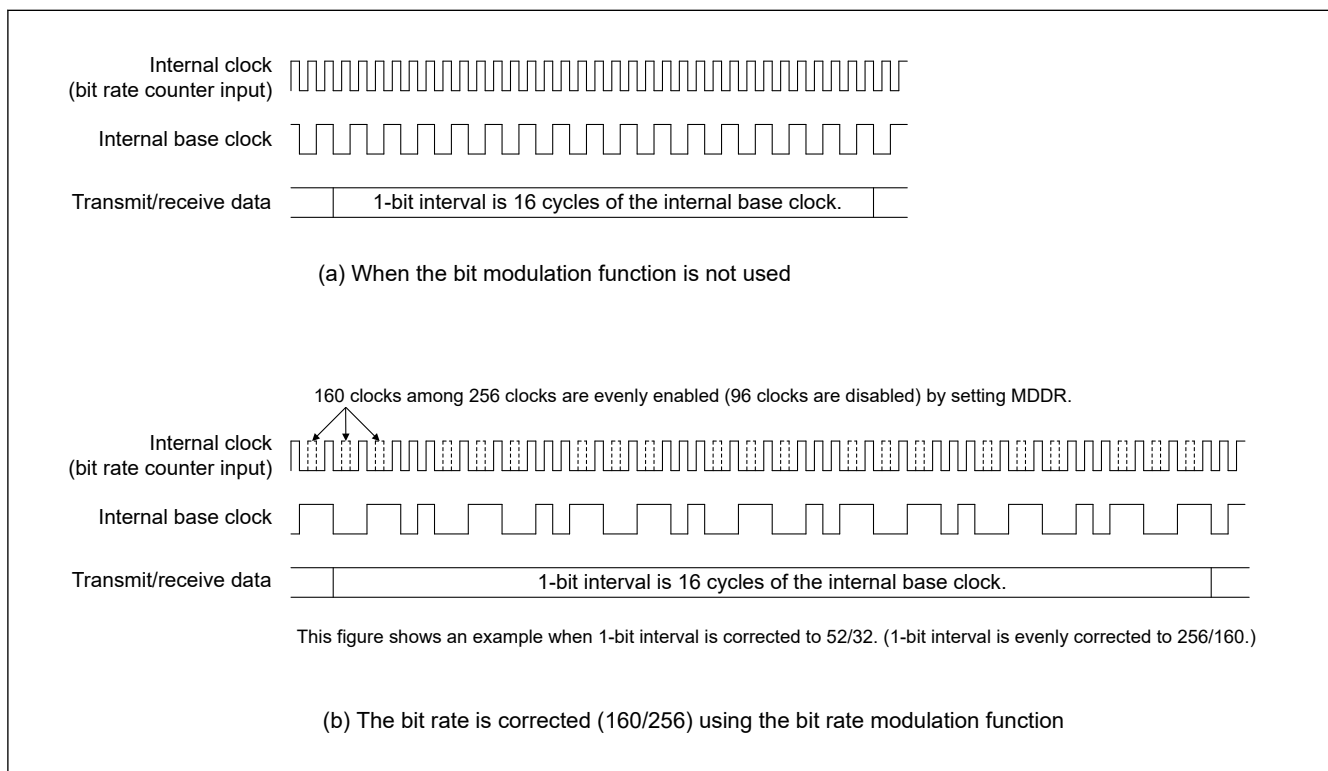 Internal clock
(bit rate counter input)
Internal base clock
Transmit/receive data
1-bit interval is 16 cycles of the internal base clock.
(a) When the bit modulation function is not used
160 clocks among 256 clocks are evenly enabled (96 clocks are disabled) by setting MDDR.
Internal clock
(bit rate counter input)
Internal base clock
Transmit/receive data
1-bit interval is 16 cycles of the internal base clock.
This figure shows an example when 1-bit interval is corrected to 52/32. (1-bit interval is evenly corrected to 256/160.)
(b) The bit rate is corrected (160/256) using the bit rate modulation function